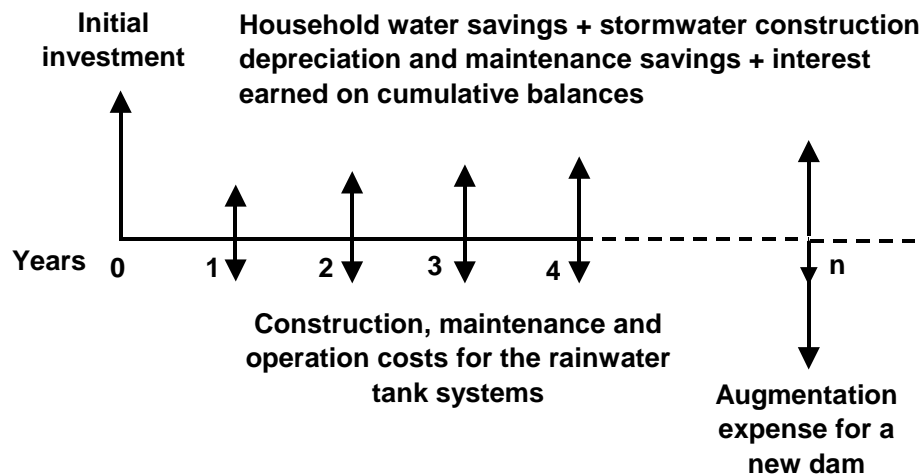 Initial
investment
Household water savings + stormwater construction
depreciation and maintenance savings + interest
earned on cumulative balances
Years 0 1 2 3 4 n
Construction, maintenance and
operation costs for the rainwater
tank systems
Augmentation
expense for a
new dam